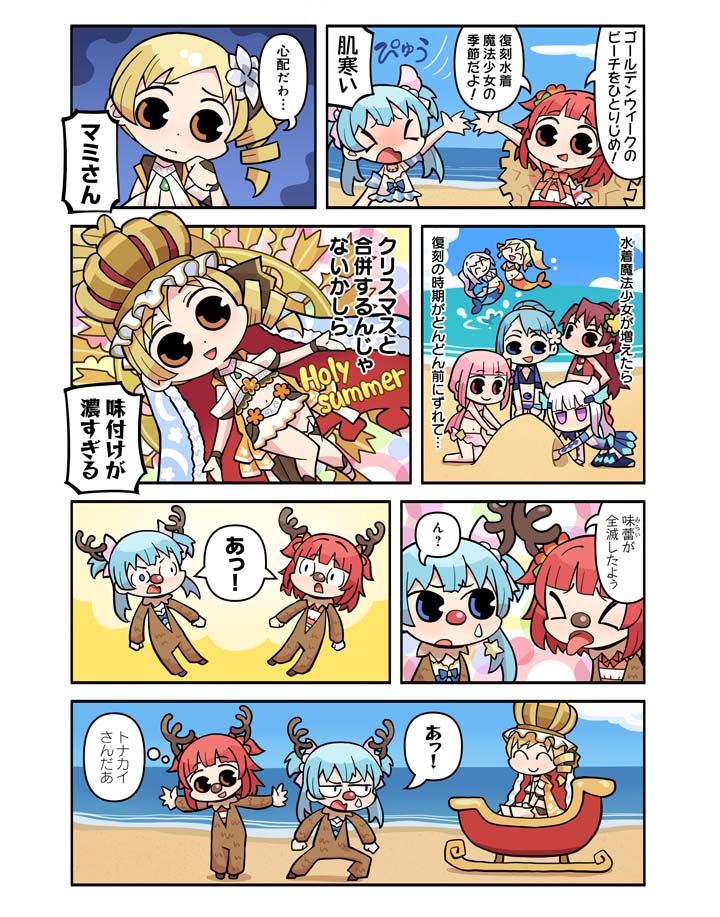 ゴールデンウィークの
ビーチをひとりじめ！
復刻水着
魔法少女の
季節だよ！
ぴゅう
肌寒い
心配だわ…
マミさん
水着魔法少女が増えたら
復刻の時期がどんどん前にずれて…
クリスマスと
合併するんじゃ
ないかしら
Holy
summer
味付けが
濃すぎる
味蕾が
みらい
全滅したよぅ
ん？
あっ！
あっ！
トナカイ
さんだあ